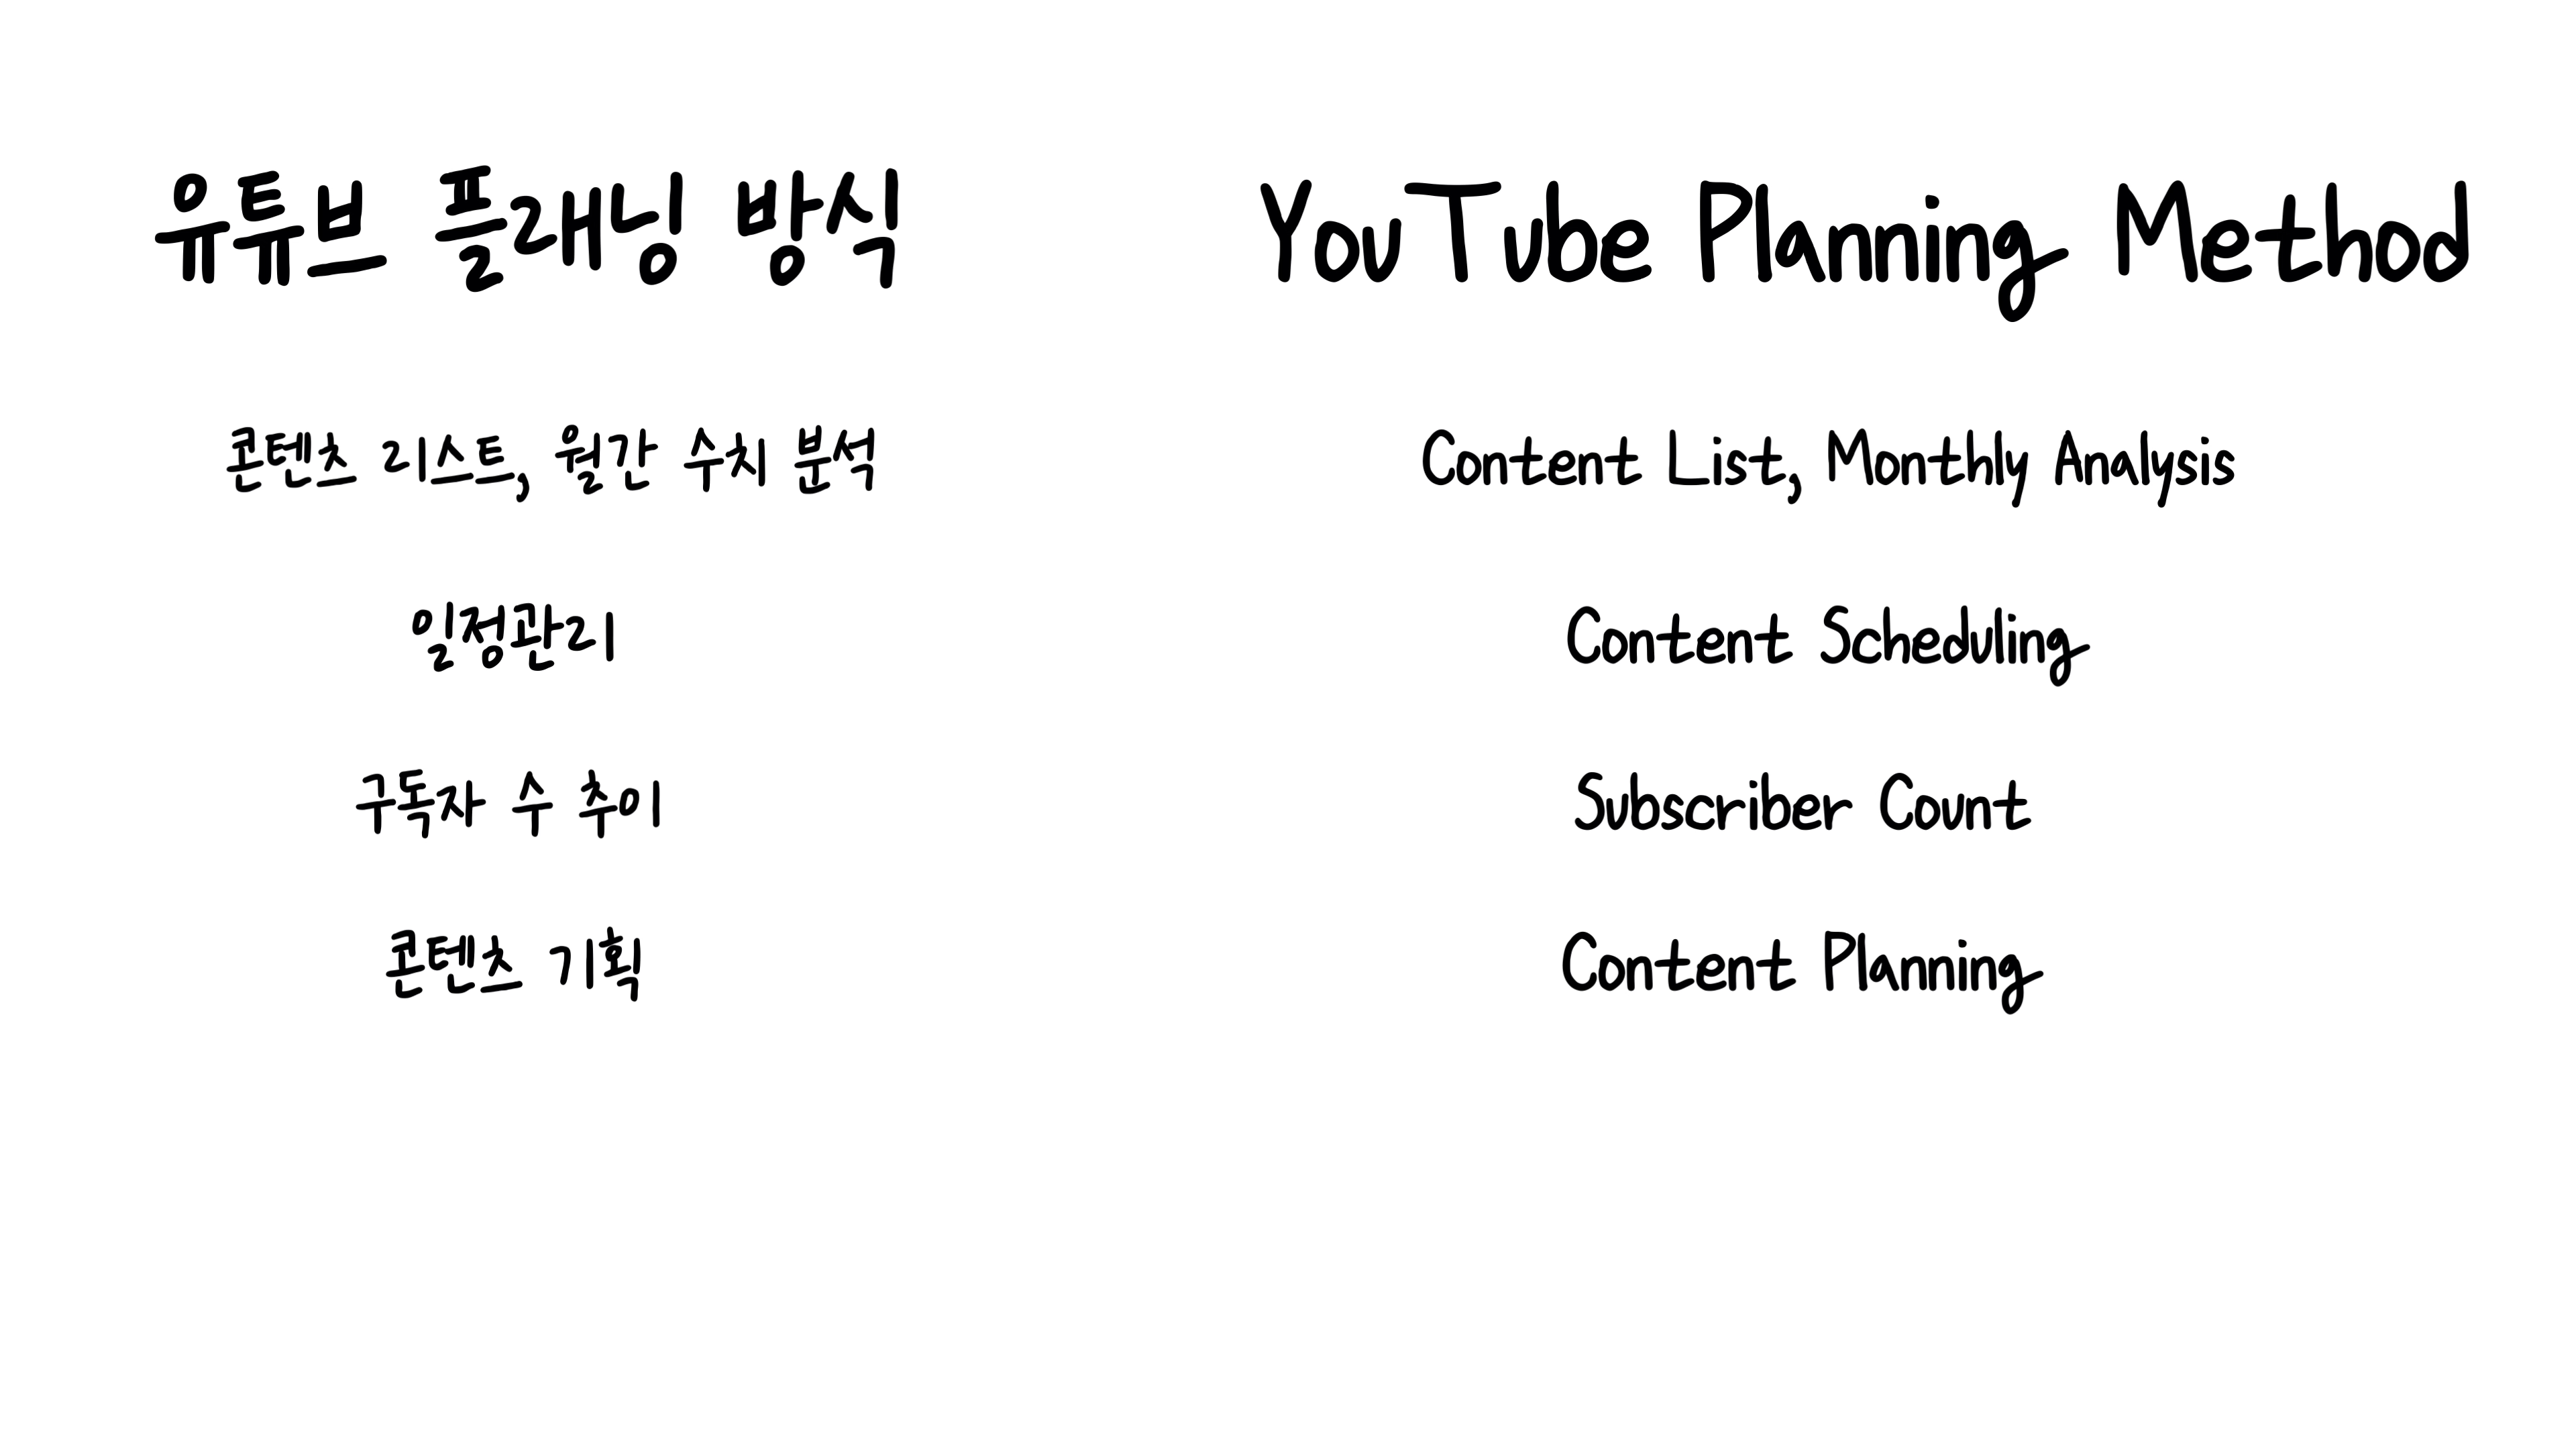 유튜브 플래닝 방식
YouTube Planning Method
콘텐츠 리스트, 월간 수치 분석
Content List, Monthly Analysis
일정관리
Content Scheduling
구독자 수 추이
Subscriber Count
콘텐츠 기획
Content Planning